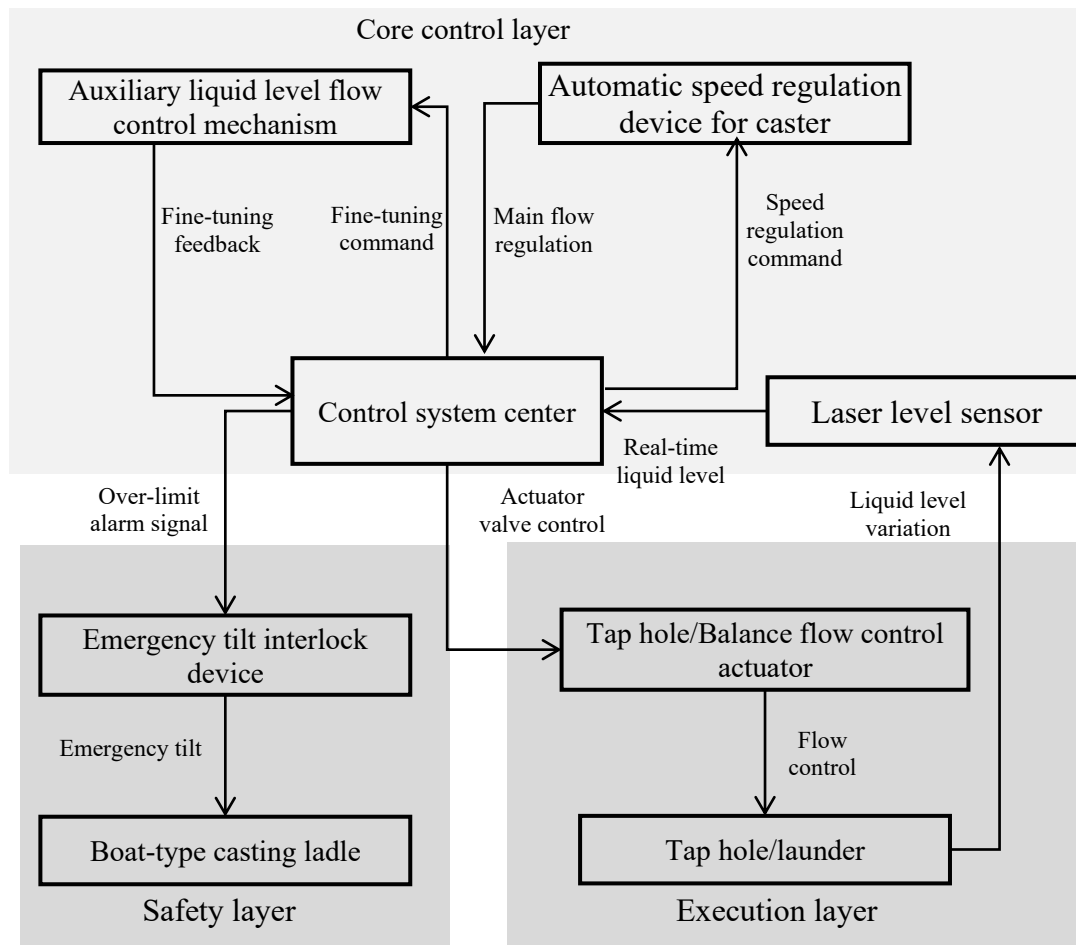 Core control layer
Auxiliary liquid level flow
control mechanism
Automatic speed regulation
device for caster
Fine-tuning
feedback
Fine-tuning
command
Main flow
regulation
Speed
regulation
command
Control system center
Laser level sensor
Real-time
liquid level
Over-limit
alarm signal
Actuator
valve control
Liquid level
variation
Emergency tilt interlock
device
Tap hole/Balance flow control
actuator
Emergency tilt
Flow
control
Boat-type casting ladle
Tap hole/launder
Safety layer
Execution layer